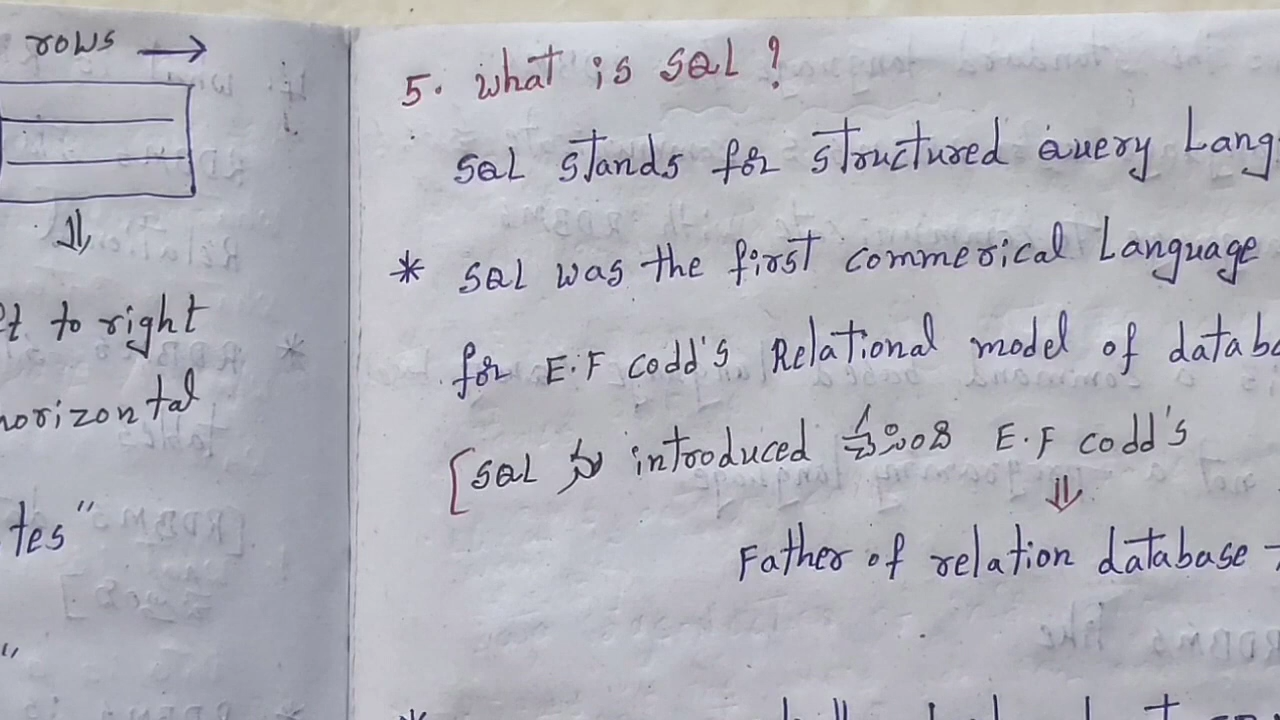 rows
to right
horizontal
tes"
5. what is SQL ?
SQL stands for structured Query Lang
* SQL was the first commerical Language
for E.F codd's Relational model of datab
[SQL ను introduced చేసింది E.F codd's
Father of relation database